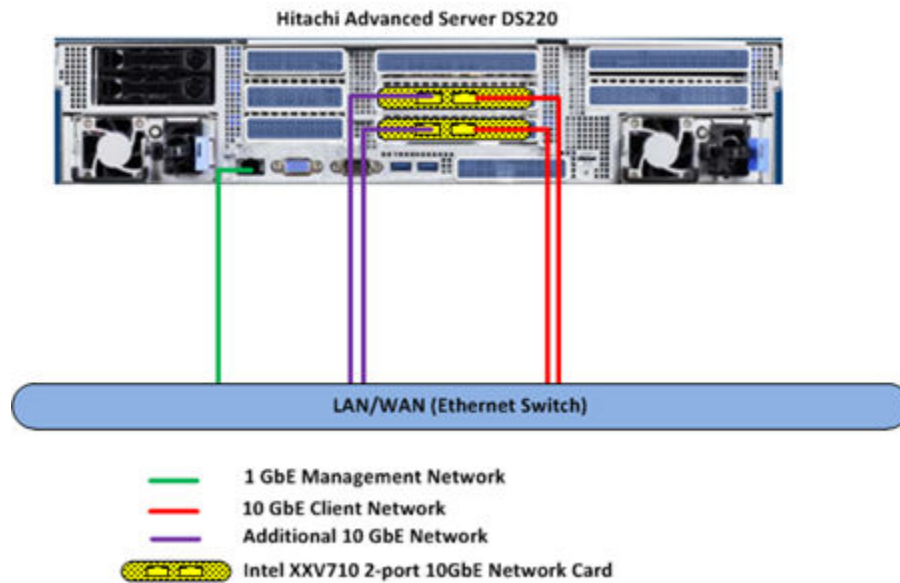 Hitachi Advanced Server DS220
LAN/WAN (Ethernet Switch)
1 GbE Management Network
10 GbE Client Network
Additional 10 GbE Network
Intel XXV710 2-port 10GbE Network Card